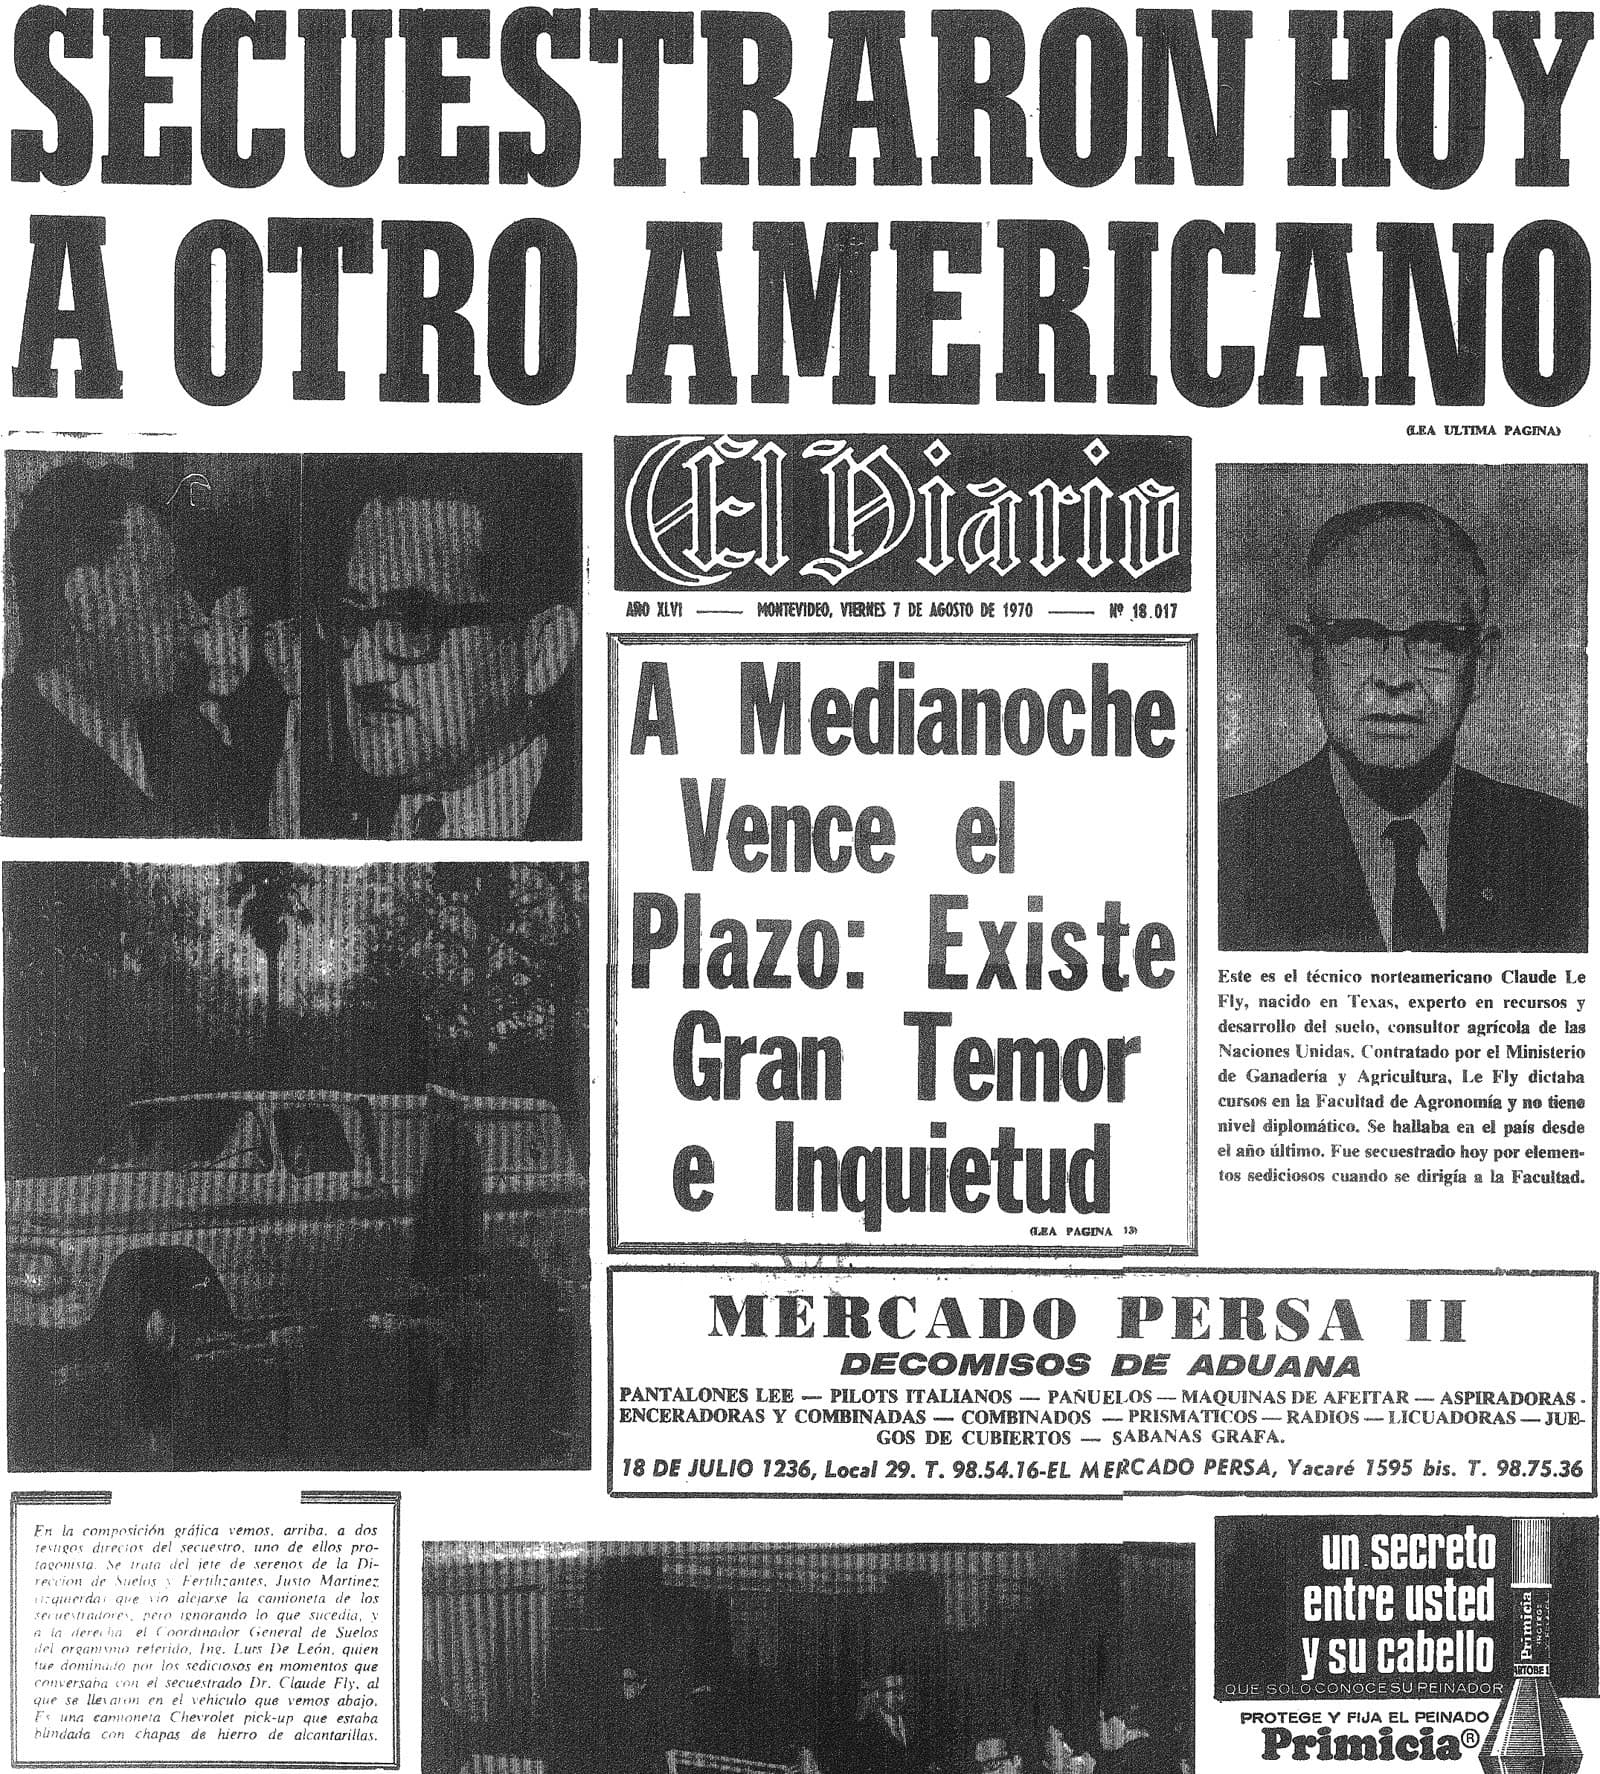 SECUESTRARON HOY
A OTRO AMERICANO
(LEA ULTIMA PAGINA)
El Diario
AÑO XLVI — MONTEVIDEO, VIERNES 7 DE AGOSTO DE 1970 — Nº 18.017
A Medianoche
Vence el
Plazo: Existe
Gran Temor
e Inquietud
(LEA PAGINA 13)
Este es el técnico norteamericano Claude Le
Fly, nacido en Texas, experto en recursos y
desarrollo del suelo, consultor agrícola de las
Naciones Unidas. Contratado por el Ministerio
de Ganadería y Agricultura, Le Fly dictaba
cursos en la Facultad de Agronomía y no tiene
nivel diplomático. Se hallaba en el país desde
el año último. Fue secuestrado hoy por elemen-
tos sediciosos cuando se dirigía a la Facultad.
MERCADO PERSA II
DECOMISOS DE ADUANA
PANTALONES LEE — PILOTS ITALIANOS — PAÑUELOS — MAQUINAS DE AFEITAR — ASPIRADORAS -
ENCERADORAS Y COMBINADAS — COMBINADOS — PRISMATICOS — RADIOS — LICUADORAS — JUE-
GOS DE CUBIERTOS — SABANAS GRAFA.
18 DE JULIO 1236, Local 29. T. 98.54.16-EL MERCADO PERSA, Yacaré 1595 bis. T. 98.75.36
En la composición gráfica vemos, arriba, a dos
testigos directos del secuestro, uno de ellos pro-
tagonista. Se trata del jefe de serenos de la Di-
rección de Suelos y Fertilizantes, Justo Martínez
(izquierda) que vio alejarse la camioneta de los
secuestradores, pero ignorando lo que sucedía, y
a la derecha el Coordinador General de Suelos
del organismo referido, Ing. Luis De León, quien
fue dominado por los sediciosos en momentos que
conversaba con el secuestrado Dr. Claude Fly, al
que se llevaron en el vehículo que vemos abajo.
Es una camioneta Chevrolet pick-up que estaba
blindada con chapas de hierro de alcantarillas.
un secreto
entre usted
y su cabello
QUE SOLO CONOCE SU PEINADOR
PROTEGE Y FIJA EL PEINADO
Primicia®
Primicia